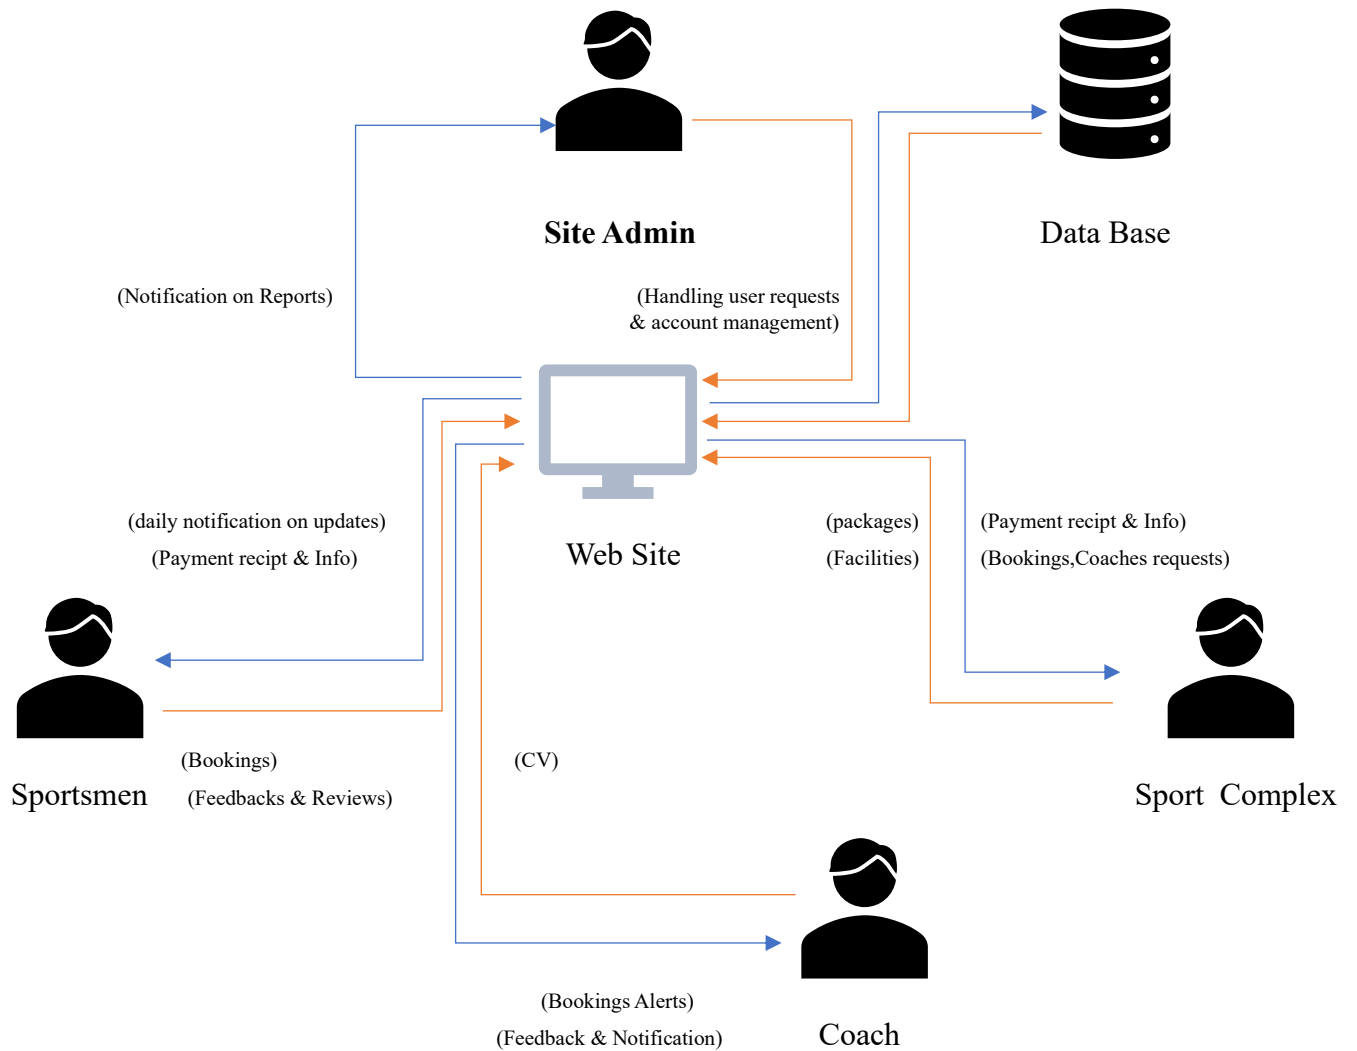 Site Admin
Data Base
(Notification on Reports)
(Handling user requests
& account management)
(daily notification on updates)
(Payment recipt & Info)
Web Site
(packages)
(Facilities)
(Payment recipt & Info)
(Bookings,Coaches requests)
(Bookings)
(Feedbacks & Reviews)
Sportsmen
(CV)
Sport Complex
(Bookings Alerts)
(Feedback & Notification)
Coach